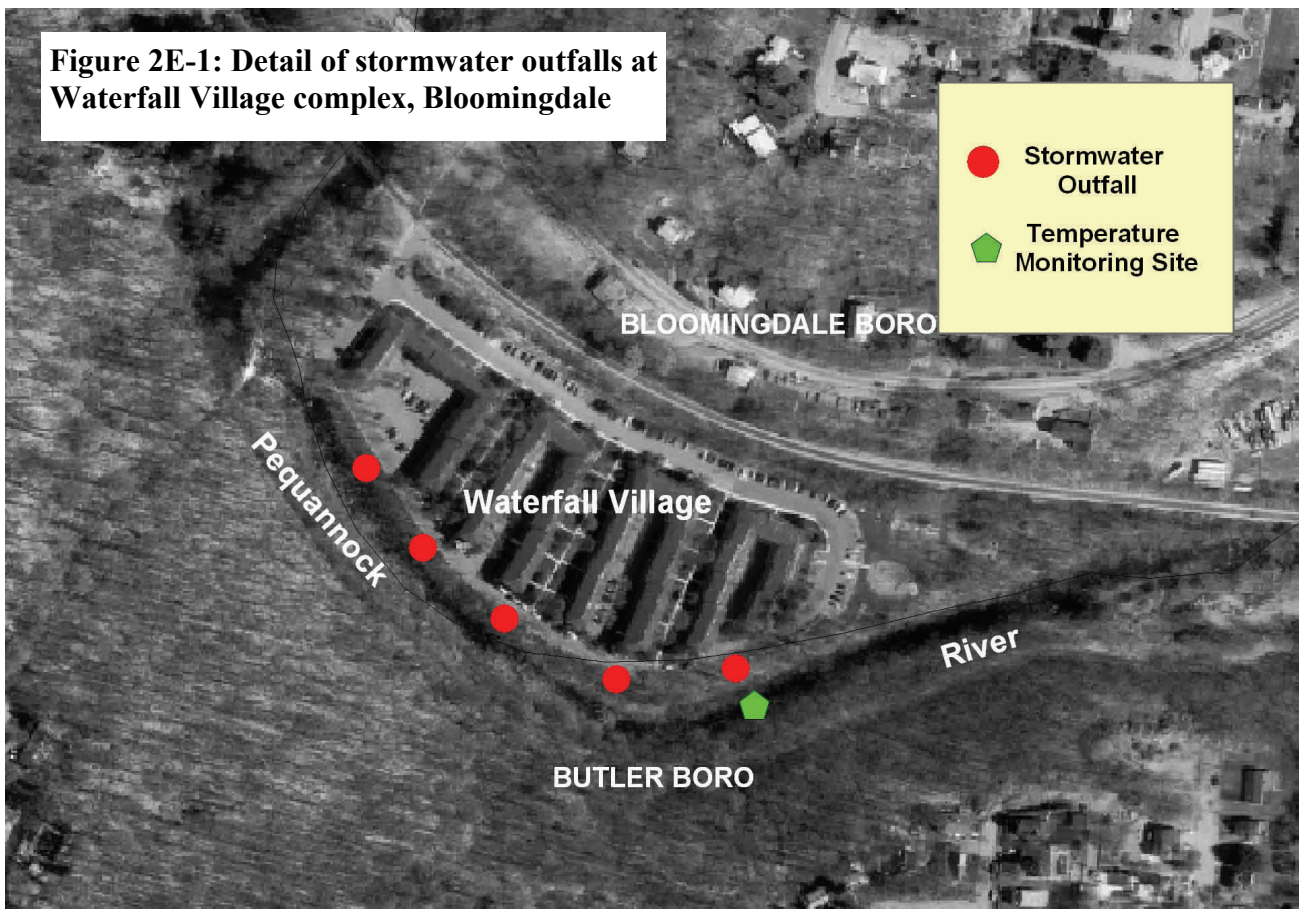 Figure 2E-1: Detail of stormwater outfalls at
Waterfall Village complex, Bloomingdale
Stormwater
Outfall
Temperature
Monitoring Site
BLOOMINGDALE BORO
Waterfall Village
Pequannock
River
BUTLER BORO